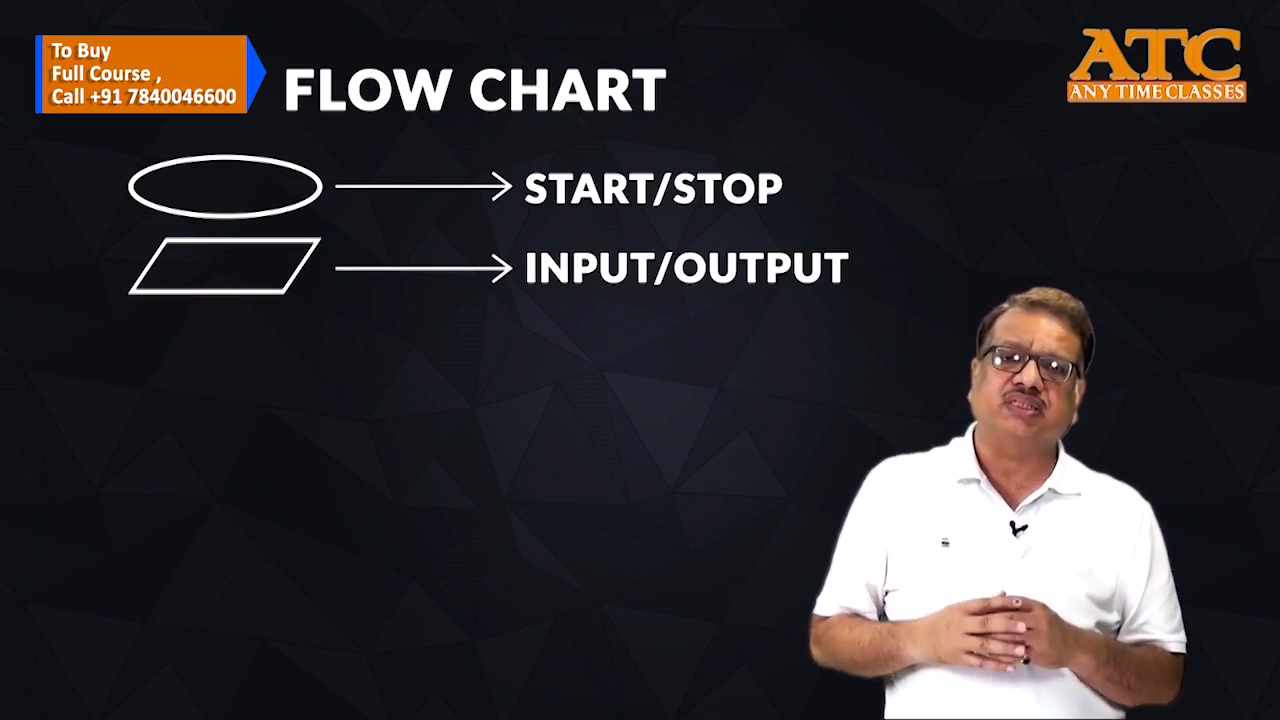 To Buy
Full Course ,
Call +91 7840046600
FLOW CHART
ATC
ANY TIME CLASSES
START/STOP
INPUT/OUTPUT